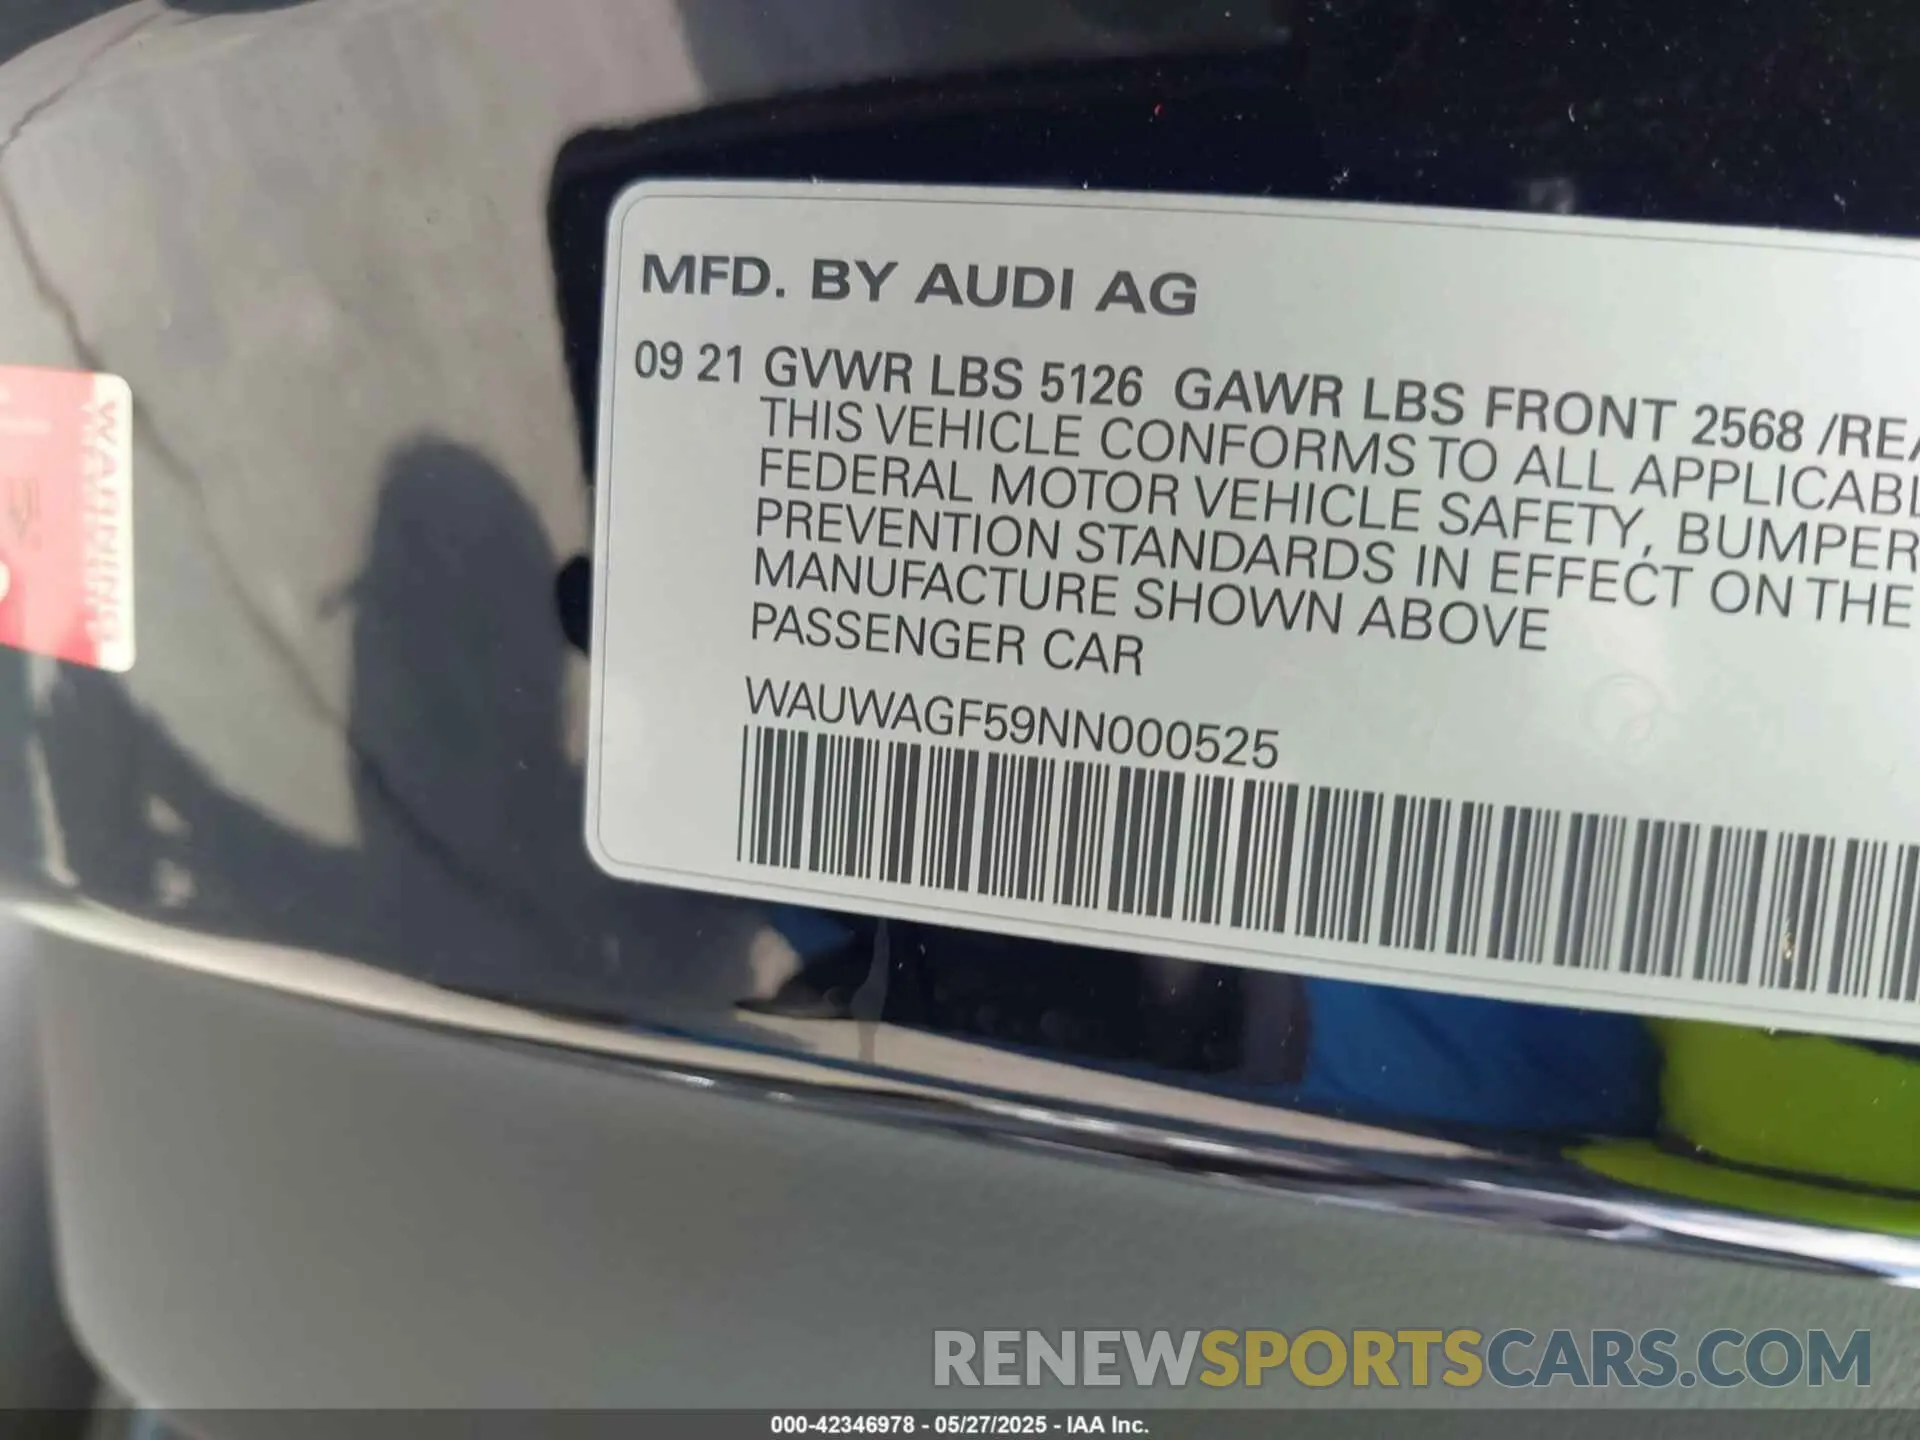 MFD. BY AUDI AG
09 21 GVWR LBS 5126 GAWR LBS FRONT 2568 /REA
THIS VEHICLE CONFORMS TO ALL APPLICABL
FEDERAL MOTOR VEHICLE SAFETY, BUMPER
PREVENTION STANDARDS IN EFFECT ON THE
MANUFACTURE SHOWN ABOVE
PASSENGER CAR
WAUWAGF59NN000525
WARNING
RENEWSPORTSCARS.COM
000-42346978 - 05/27/2025 - IAA Inc.